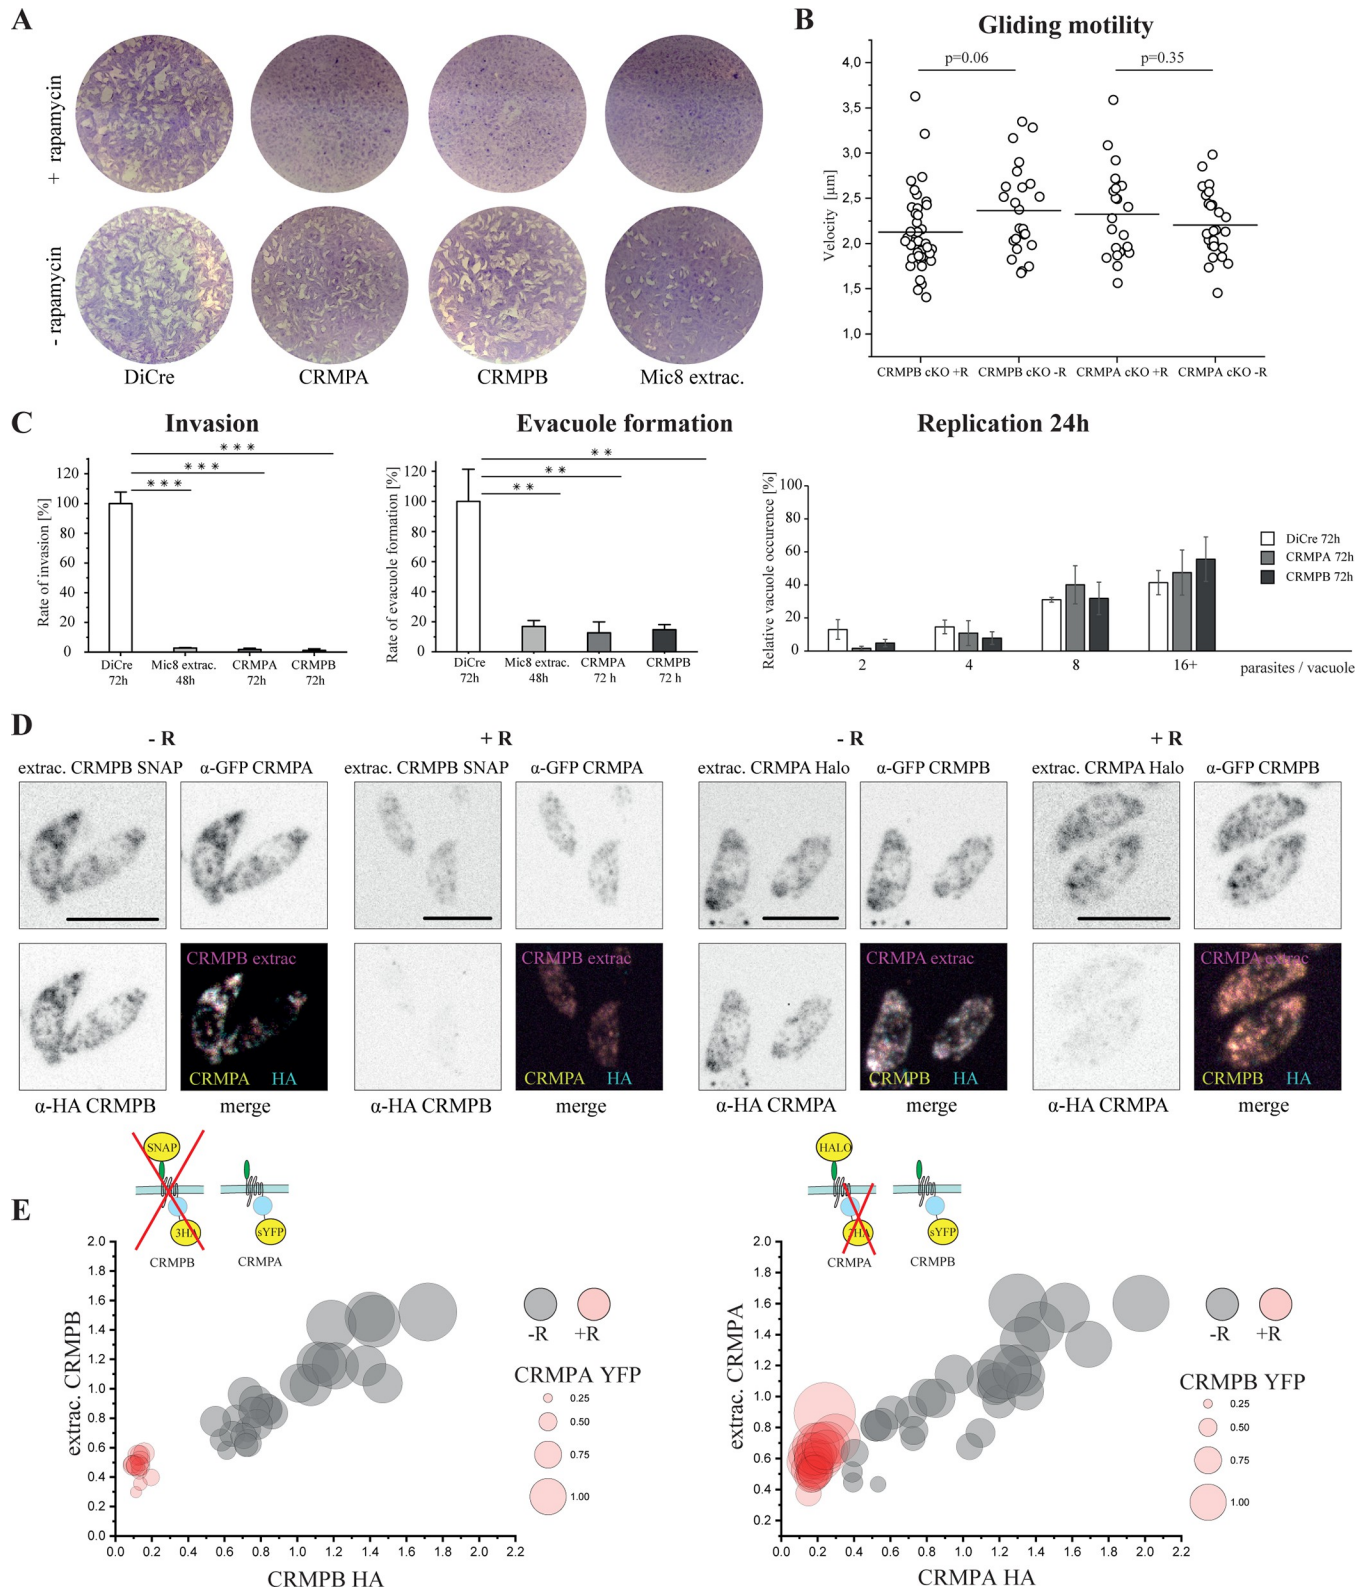 A
+ rapamycin
- rapamycin
DiCre
CRMPA
CRMPB
Mic8 extrac.
B
Gliding motility
p=0.06
p=0.35
Velocity [µm]
4,0
3,5
3,0
2,5
2,0
1,5
1,0
CRMPB cKO +R
CRMPB cKO -R
CRMPA cKO +R
CRMPA cKO -R
C
Invasion
* * *
* * *
* * *
Rate of invasion [%]
120
100
80
60
40
20
0
DiCre 72h
Mic8 extrac. 48h
CRMPA 72h
CRMPB 72h
Evacuole formation
* *
* *
* *
Rate of evacuole formation [%]
120
100
80
60
40
20
0
DiCre 72h
Mic8 extrac. 48h
CRMPA 72 h
CRMPB 72 h
Replication 24h
Relative vacuole occurence [%]
100
80
60
40
20
0
2
4
8
16+
parasites / vacuole
DiCre 72h
CRMPA 72h
CRMPB 72h
D
- R
+ R
- R
+ R
extrac. CRMPB SNAP
α-GFP CRMPA
extrac. CRMPB SNAP
α-GFP CRMPA
extrac. CRMPA Halo
α-GFP CRMPB
extrac. CRMPA Halo
α-GFP CRMPB
CRMPB extrac
CRMPA
HA
CRMPB extrac
CRMPA
HA
CRMPA extrac
CRMPB
HA
CRMPA extrac
CRMPB
HA
α-HA CRMPB
merge
α-HA CRMPB
merge
α-HA CRMPA
merge
α-HA CRMPA
merge
E
SNAP
3HA
CRMPB
sYFP
CRMPA
extrac. CRMPB
2.0
1.8
1.6
1.4
1.2
1.0
0.8
0.6
0.4
0.2
0.0
0.0
0.2
0.4
0.6
0.8
1.0
1.2
1.4
1.6
1.8
2.0
2.2
CRMPB HA
-R
+R
CRMPA YFP
0.25
0.50
0.75
1.00
HALO
CRMPA
sYFP
CRMPB
extrac. CRMPA
2.0
1.8
1.6
1.4
1.2
1.0
0.8
0.6
0.4
0.2
0.0
0.2
0.4
0.6
0.8
1.0
1.2
1.4
1.6
1.8
2.0
2.2
CRMPA HA
-R
+R
CRMPB YFP
0.25
0.50
0.75
1.00